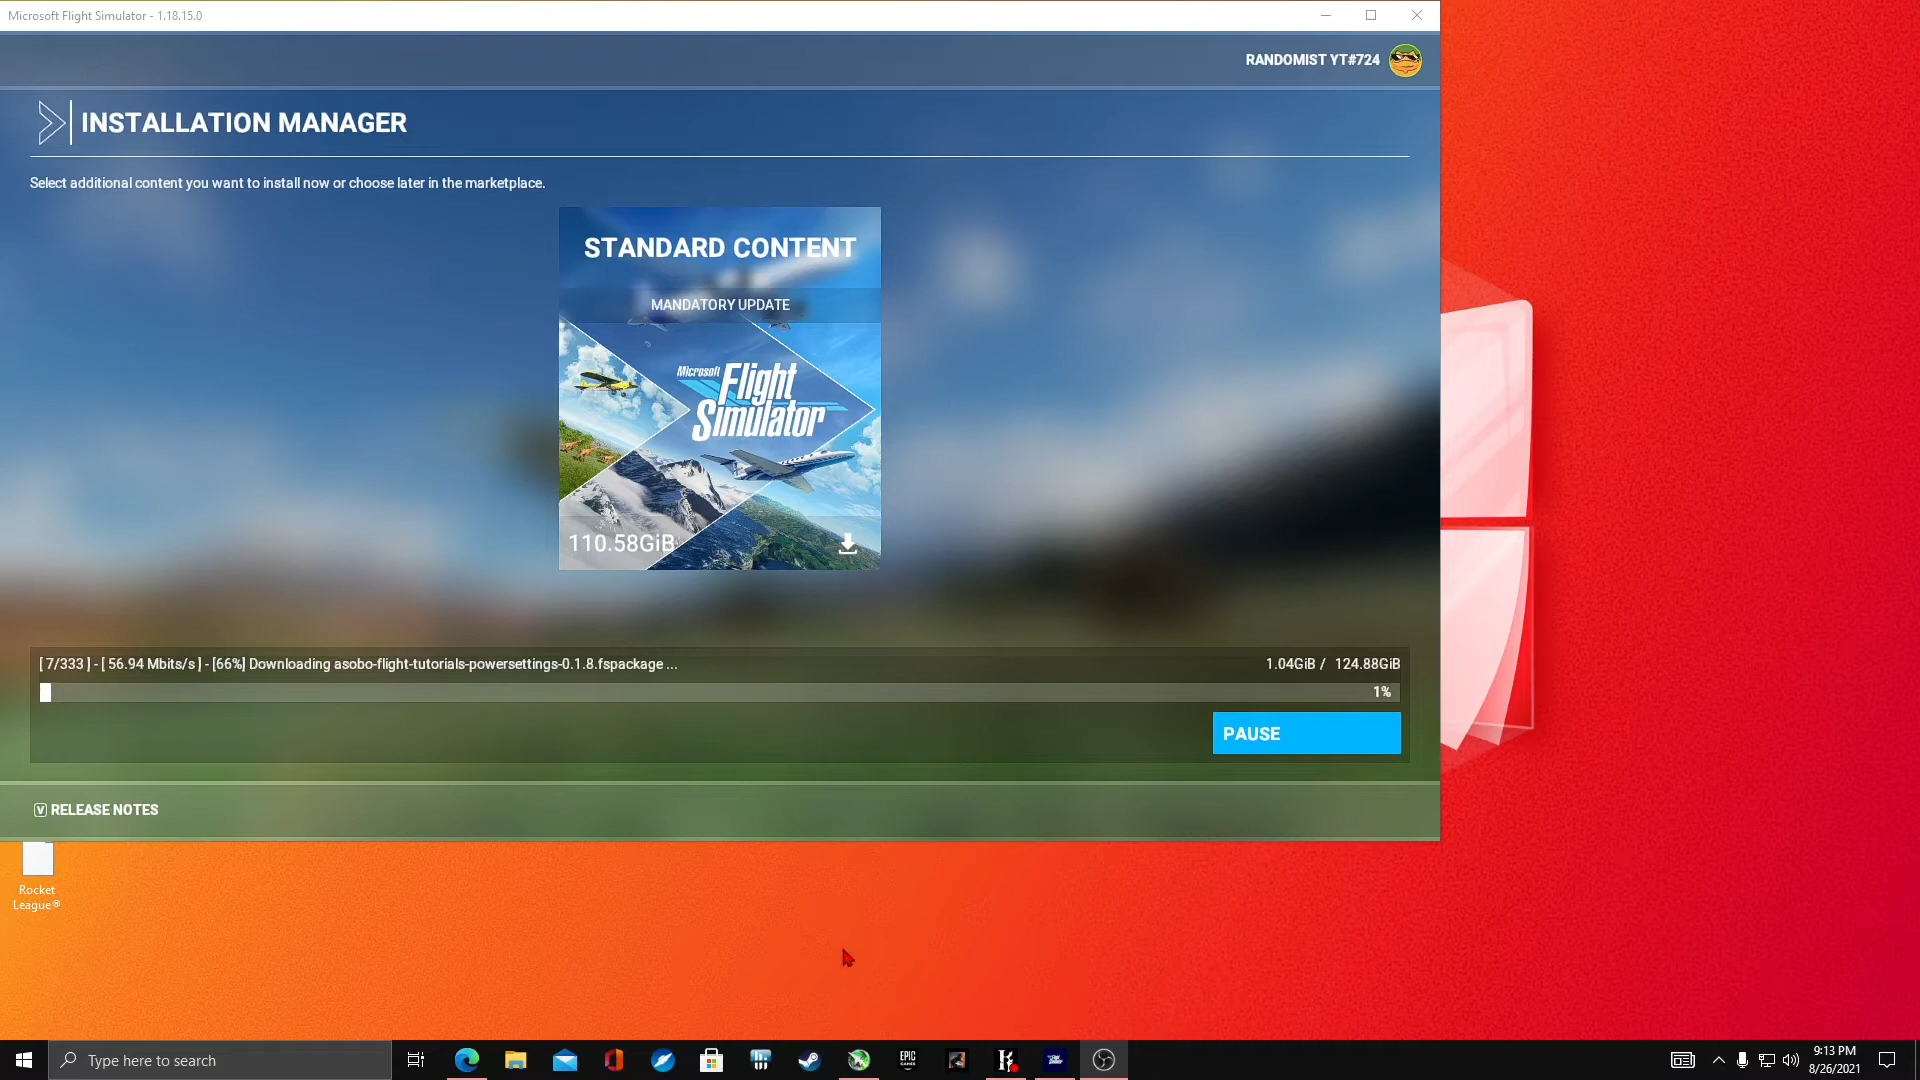 Microsoft Flight Simulator - 1.18.15.0
RANDOMIST YT#724
INSTALLATION MANAGER
Select additional content you want to install now or choose later in the marketplace.
STANDARD CONTENT
MANDATORY UPDATE
Microsoft
Flight
Simulator
110.58GiB
[ 7/333 ] - [ 56.94 Mbits/s ] - [66%] Downloading asobo-flight-tutorials-powersettings-0.1.8.fspackage ...
1.04GiB / 124.88GiB
1%
PAUSE
V RELEASE NOTES
Rocket
League®
Type here to search
EPIC
GAMES
9:13 PM
8/26/2021